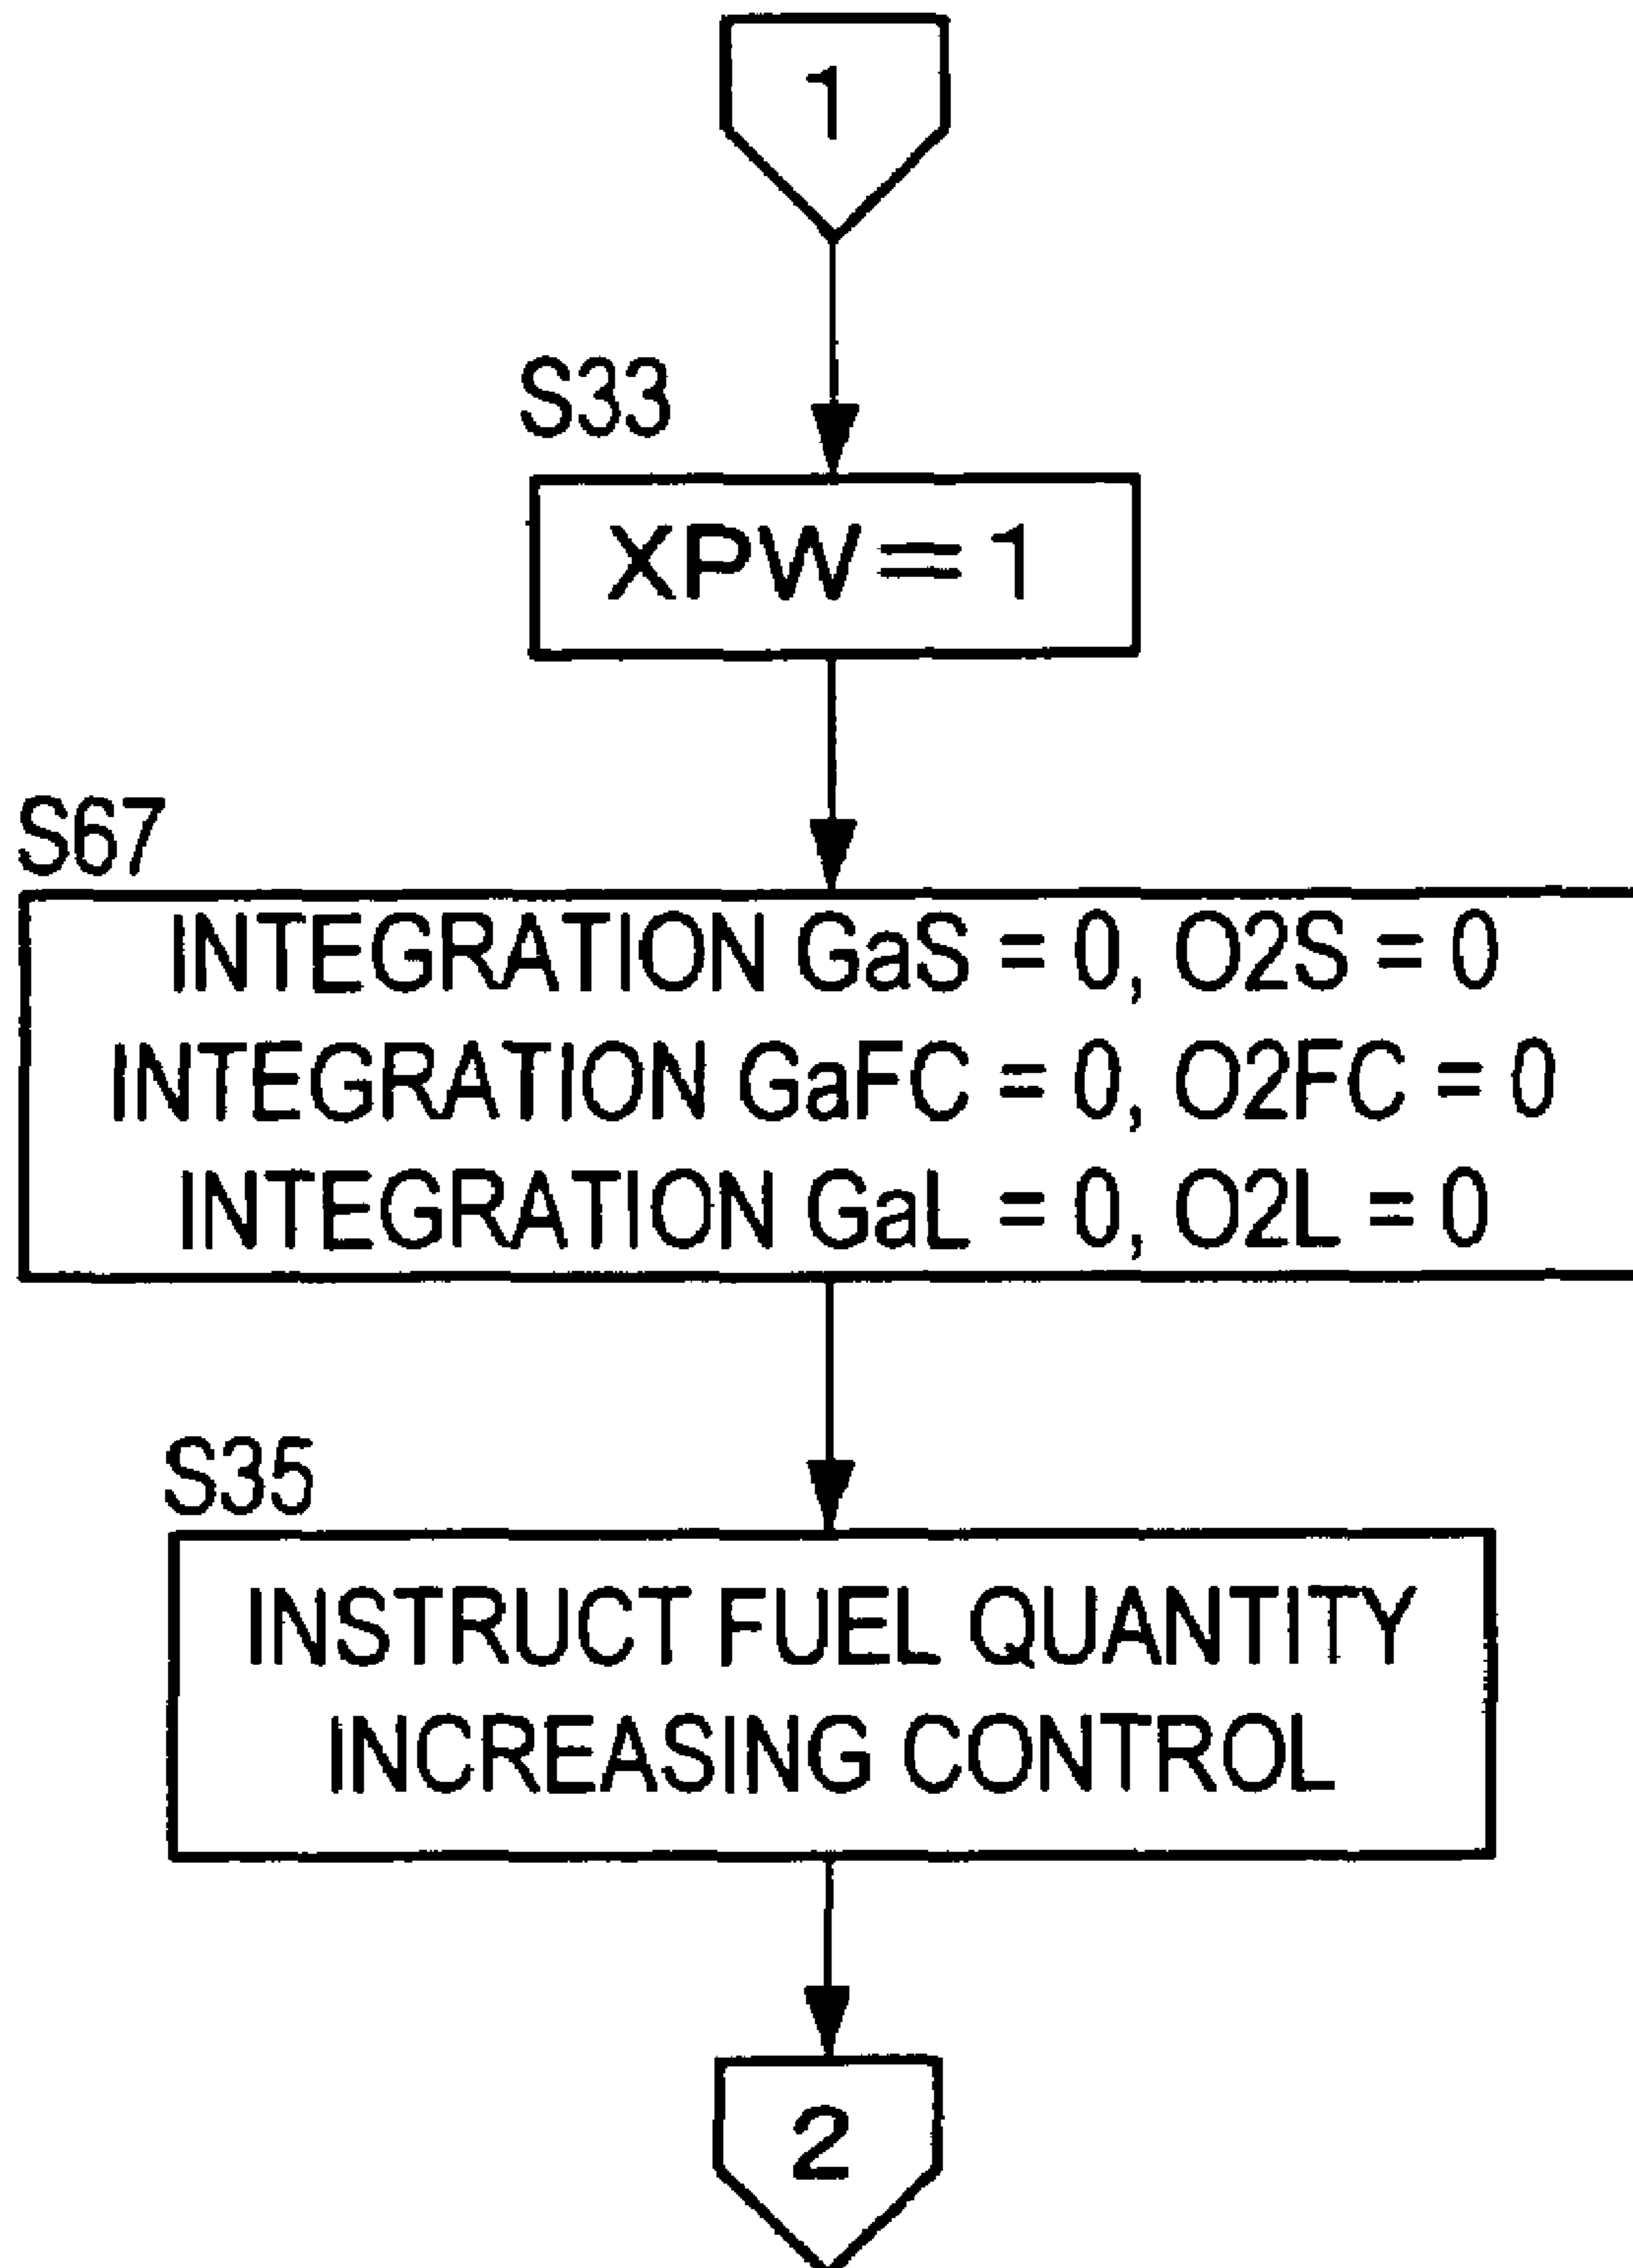 1
S33
XPW=1
S67
INTEGRATION GaS = 0, O2S = 0
INTEGRATION GaFC = 0, O2FC = 0
INTEGRATION GaL = 0, O2L = 0
S35
INSTRUCT FUEL QUANTITY
INCREASING CONTROL
2